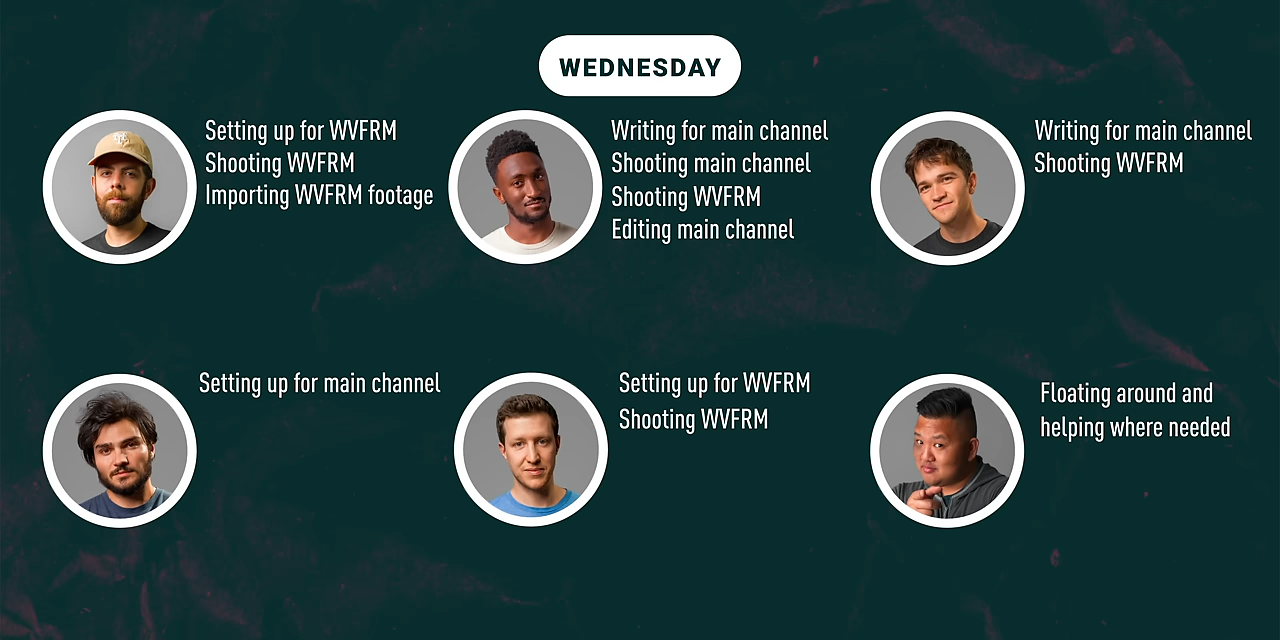 WEDNESDAY
Setting up for WVFRM
Shooting WVFRM
Importing WVFRM footage
Writing for main channel
Shooting main channel
Shooting WVFRM
Editing main channel
Writing for main channel
Shooting WVFRM
Setting up for main channel
Setting up for WVFRM
Shooting WVFRM
Floating around and
helping where needed